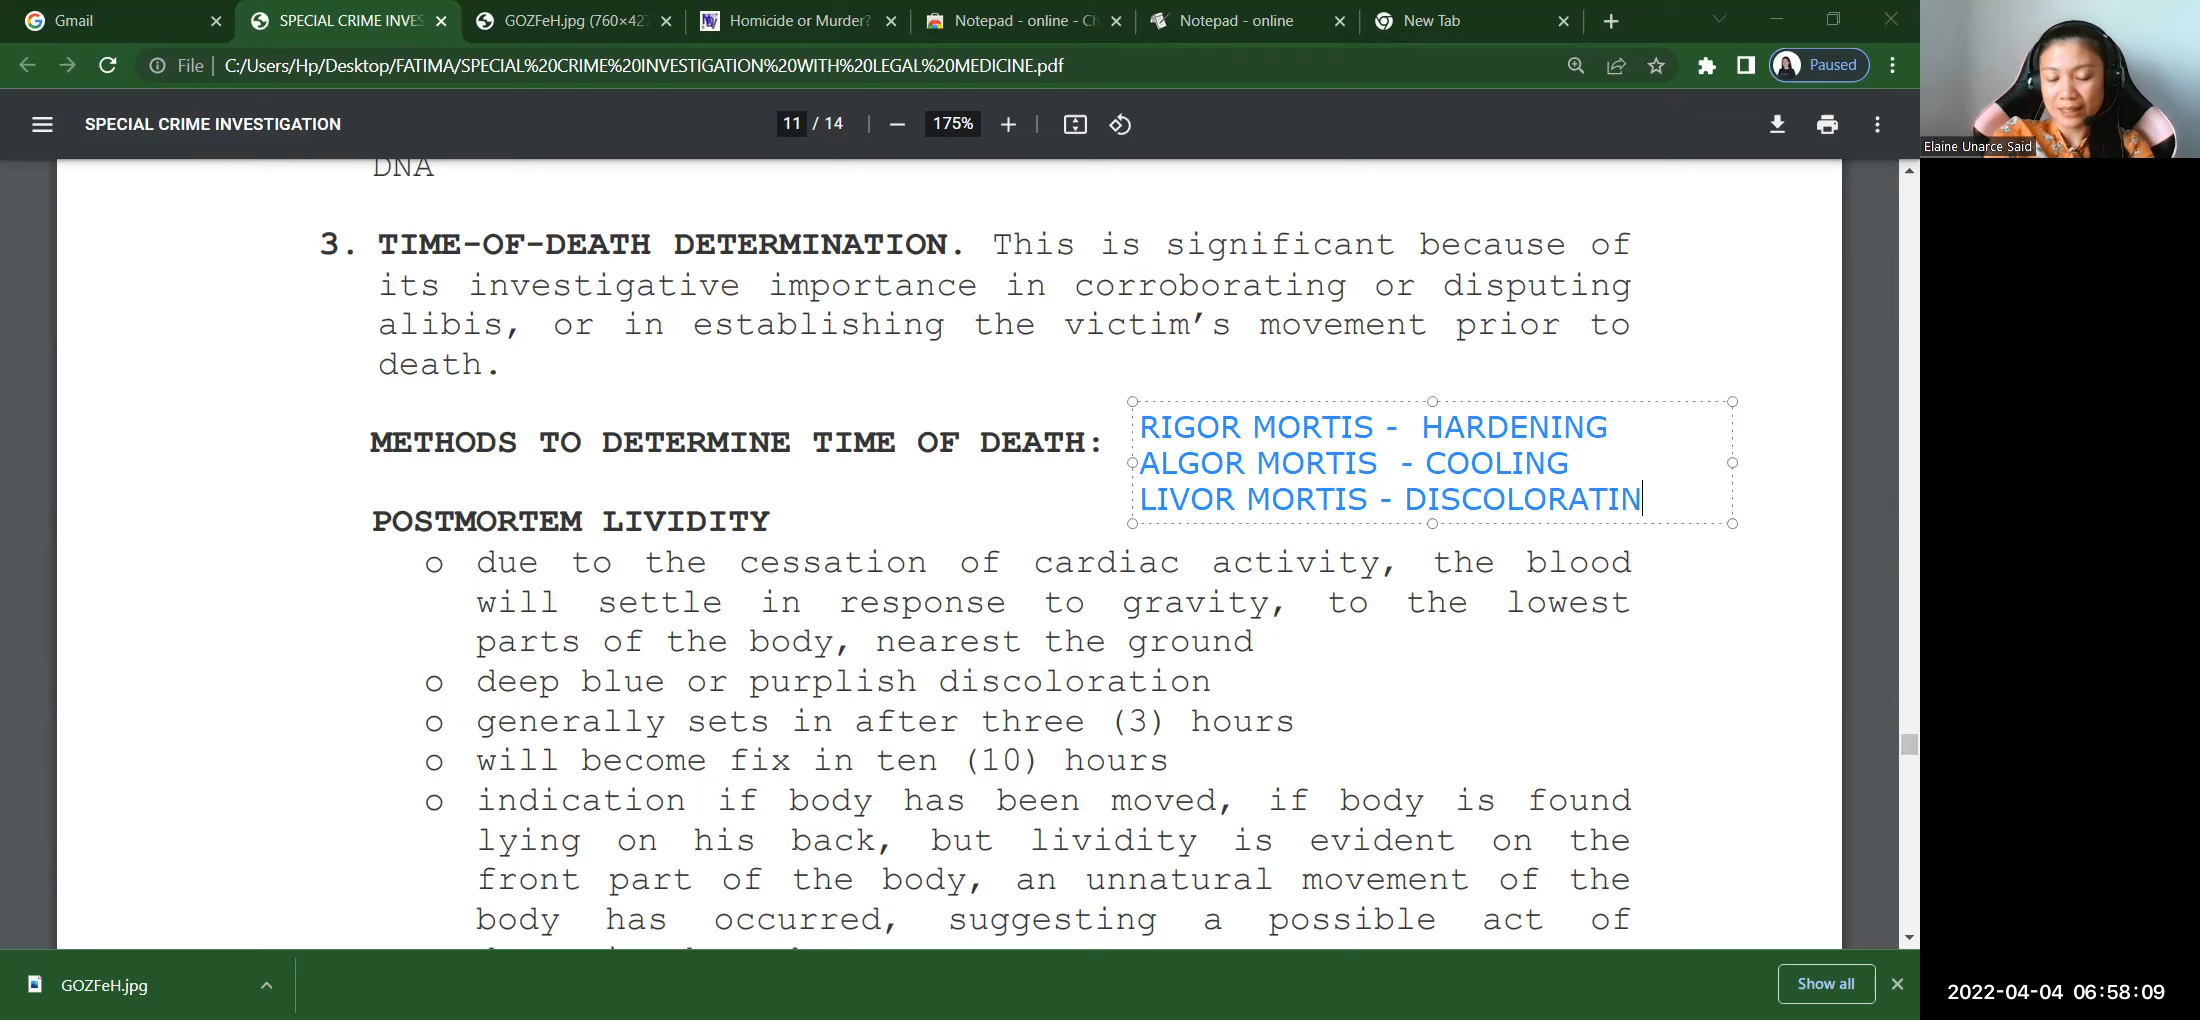 Gmail
SPECIAL CRIME INVES
GOZFeH.jpg (760×427
Homicide or Murder?
Notepad - online - Ch
Notepad - online
New Tab
File
C:/Users/Hp/Desktop/FATIMA/SPECIAL%20CRIME%20INVESTIGATION%20WITH%20LEGAL%20MEDICINE.pdf
Paused
SPECIAL CRIME INVESTIGATION
11 / 14
175%
Elaine Unarce Said
DNA
3. TIME-OF-DEATH DETERMINATION. This is significant because of
its investigative importance in corroborating or disputing
alibis, or in establishing the victim’s movement prior to
death.
RIGOR MORTIS - HARDENING
METHODS TO DETERMINE TIME OF DEATH:
ALGOR MORTIS - COOLING
LIVOR MORTIS - DISCOLORATIN
POSTMORTEM LIVIDITY
o due to the cessation of cardiac activity, the blood
will settle in response to gravity, to the lowest
parts of the body, nearest the ground
o deep blue or purplish discoloration
o generally sets in after three (3) hours
o will become fix in ten (10) hours
o indication if body has been moved, if body is found
lying on his back, but lividity is evident on the
front part of the body, an unnatural movement of the
body has occurred, suggesting a possible act of
GOZFeH.jpg
Show all
2022-04-04 06:58:09